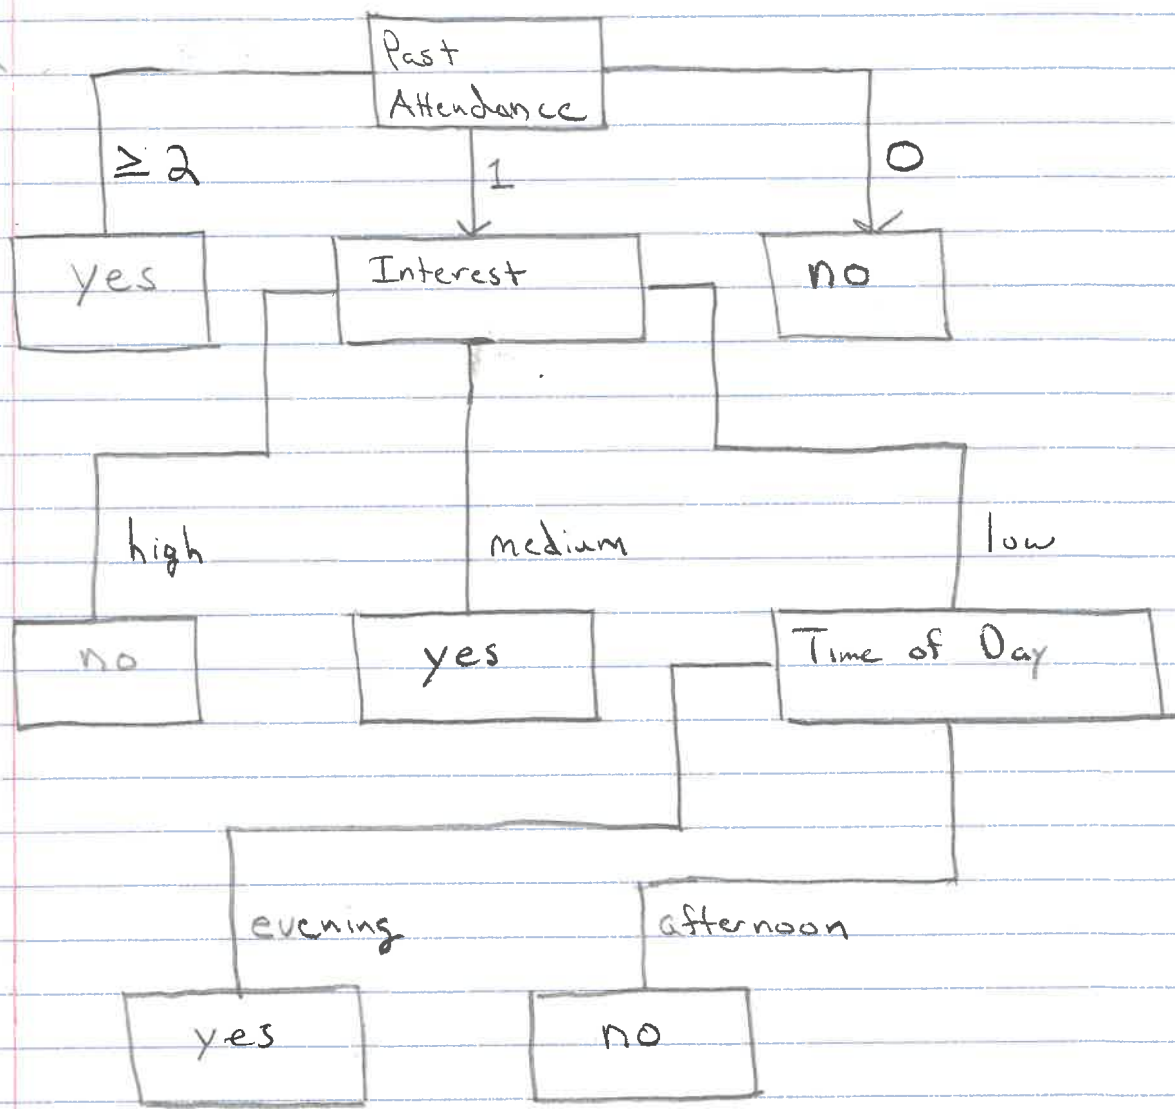 Past
Attendance
≥ 2
1
0
yes
Interest
no
high
medium
low
no
yes
Time of Day
evening
afternoon
yes
no